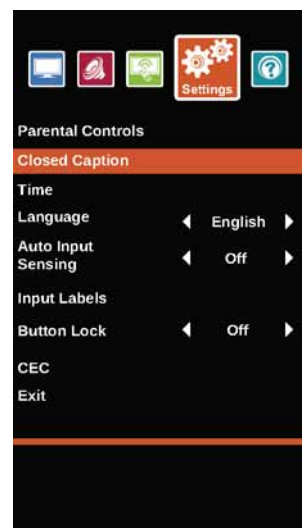 Settings
Parental Controls
Closed Caption
Time
Language English
Auto Input
Sensing Off
Input Labels
Button Lock Off
CEC
Exit